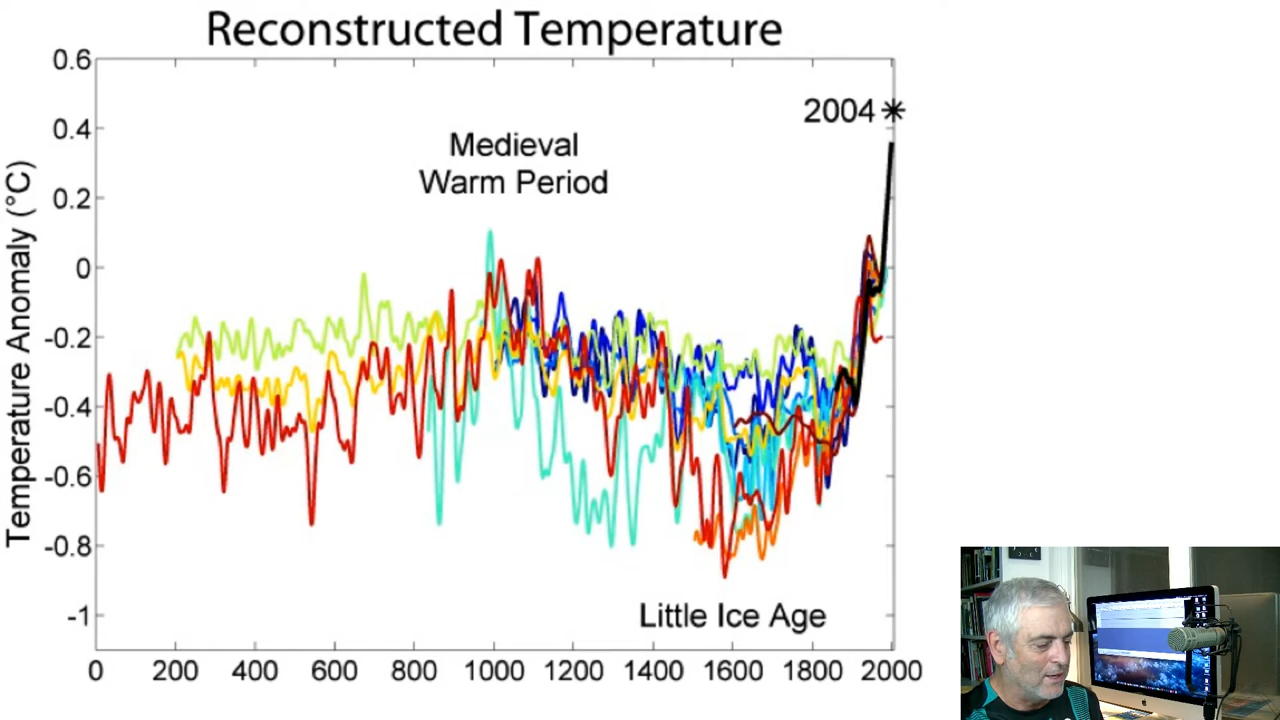 Reconstructed Temperature
0.6
0.4
0.2
0
-0.2
-0.4
-0.6
-0.8
-1
Temperature Anomaly (°C)
2004
Medieval
Warm Period
Little Ice Age
0 200 400 600 800 1000 1200 1400 1600 1800 2000